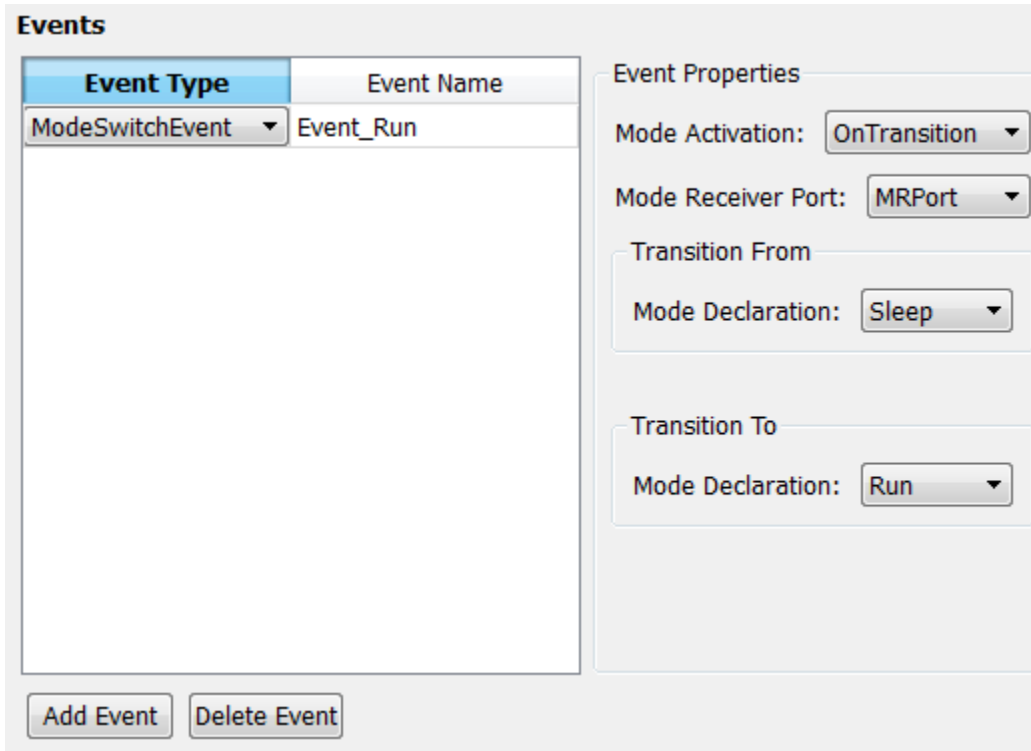 Events
Event Type Event Name
ModeSwitchEvent Event_Run
Add Event Delete Event
Event Properties
Mode Activation: OnTransition
Mode Receiver Port: MRPort
Transition From
Mode Declaration: Sleep
Transition To
Mode Declaration: Run